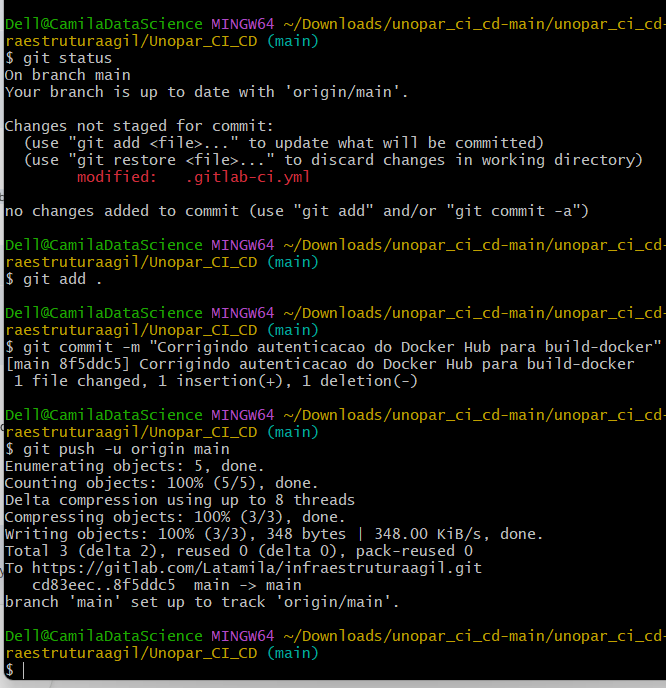 Dell@CamilaDataScience MINGW64 ~/Downloads/unopar_ci_cd-main/unopar_ci_cd-
raestruturaagil/Unopar_CI_CD (main)
$ git status
On branch main
Your branch is up to date with 'origin/main'.
Changes not staged for commit:
(use "git add <file>..." to update what will be committed)
(use "git restore <file>..." to discard changes in working directory)
modified: .gitlab-ci.yml
no changes added to commit (use "git add" and/or "git commit -a")
Dell@CamilaDataScience MINGW64 ~/Downloads/unopar_ci_cd-main/unopar_ci_cd-
raestruturaagil/Unopar_CI_CD (main)
$ git add .
Dell@CamilaDataScience MINGW64 ~/Downloads/unopar_ci_cd-main/unopar_ci_cd-
raestruturaagil/Unopar_CI_CD (main)
$ git commit -m "Corrigindo autenticacao do Docker Hub para build-docker"
[main 8f5ddc5] Corrigindo autenticacao do Docker Hub para build-docker
1 file changed, 1 insertion(+), 1 deletion(-)
Dell@CamilaDataScience MINGW64 ~/Downloads/unopar_ci_cd-main/unopar_ci_cd-
raestruturaagil/Unopar_CI_CD (main)
$ git push -u origin main
Enumerating objects: 5, done.
Counting objects: 100% (5/5), done.
Delta compression using up to 8 threads
Compressing objects: 100% (3/3), done.
Writing objects: 100% (3/3), 348 bytes | 348.00 KiB/s, done.
Total 3 (delta 2), reused 0 (delta 0), pack-reused 0
To https://gitlab.com/Latamila/infraestruturaagil.git
cd83eec..8f5ddc5 main -> main
branch 'main' set up to track 'origin/main'.
Dell@CamilaDataScience MINGW64 ~/Downloads/unopar_ci_cd-main/unopar_ci_cd-
raestruturaagil/Unopar_CI_CD (main)
$